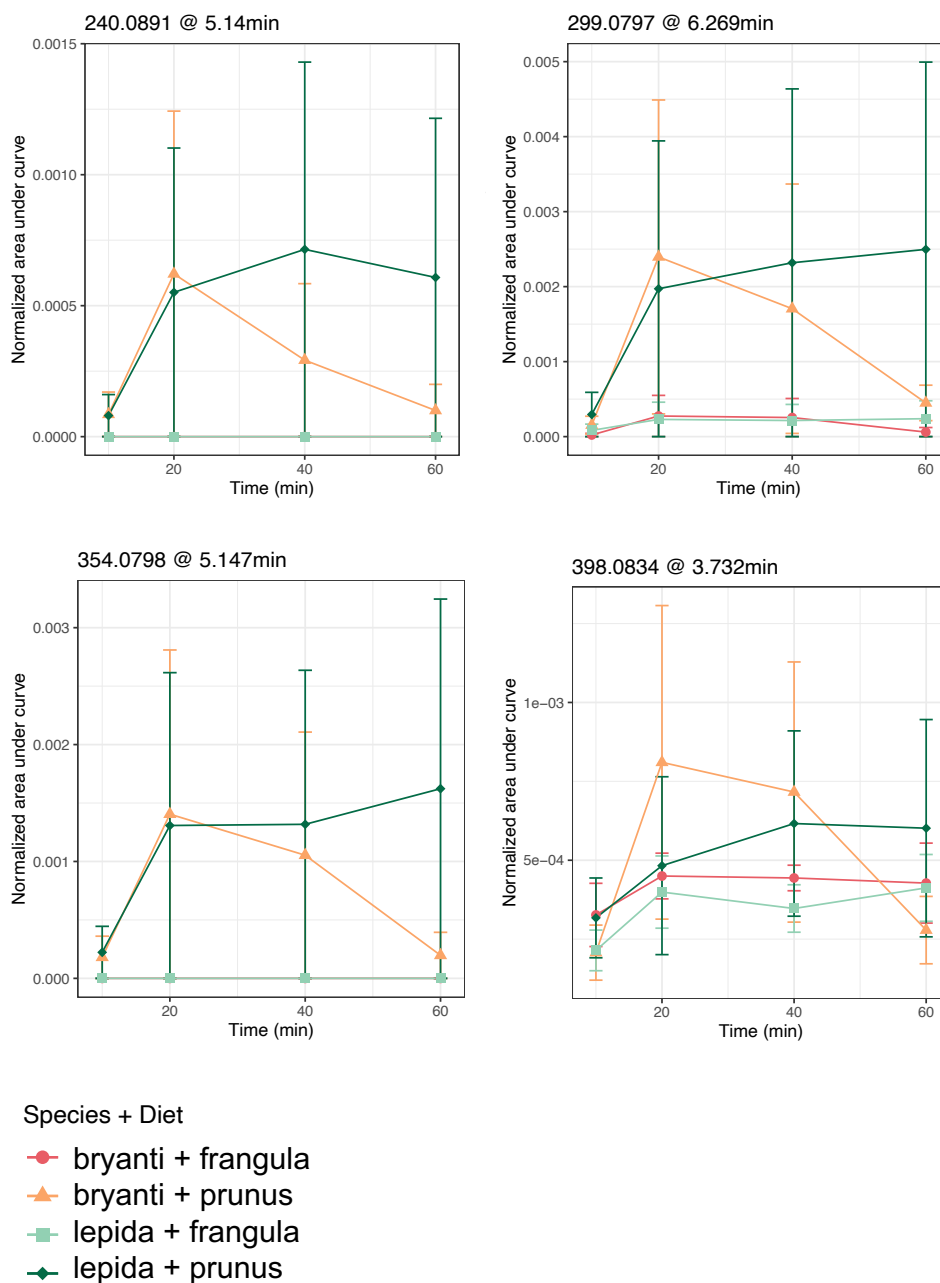 240.0891 @ 5.14min
Normalized area under curve
0.0015
0.0010
0.0005
0.0000
20
40
60
Time (min)
299.0797 @ 6.269min
Normalized area under curve
0.005
0.004
0.003
0.002
0.001
0.000
20
40
60
Time (min)
354.0798 @ 5.147min
Normalized area under curve
0.003
0.002
0.001
0.000
20
40
60
Time (min)
398.0834 @ 3.732min
Normalized area under curve
1e−03
5e−04
20
40
60
Time (min)
Species + Diet
bryanti + frangula
bryanti + prunus
lepida + frangula
lepida + prunus